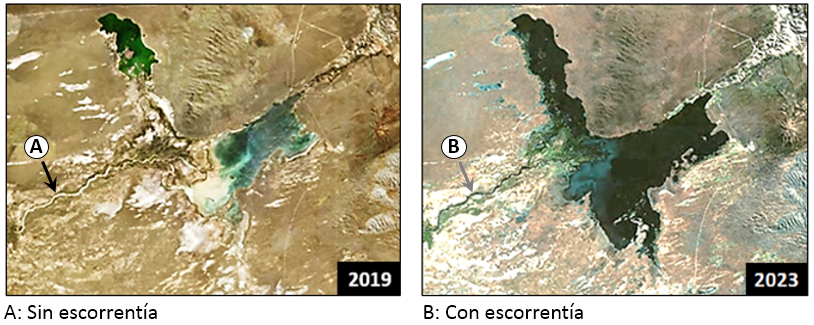 A
2019
B
2023
A: Sin escorrentía
B: Con escorrentía